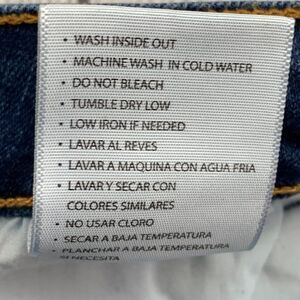 • WASH INSIDE OUT
• MACHINE WASH IN COLD WATER
• DO NOT BLEACH
• TUMBLE DRY LOW
• LOW IRON IF NEEDED
• LAVAR AL REVES
• LAVAR A MAQUINA CON AGUA FRIA
• LAVAR Y SECAR CON
COLORES SIMILARES
• NO USAR CLORO
• SECAR A BAJA TEMPERATURA
• PLANCHAR A BAJA TEMPERATURA
SI NECESITA